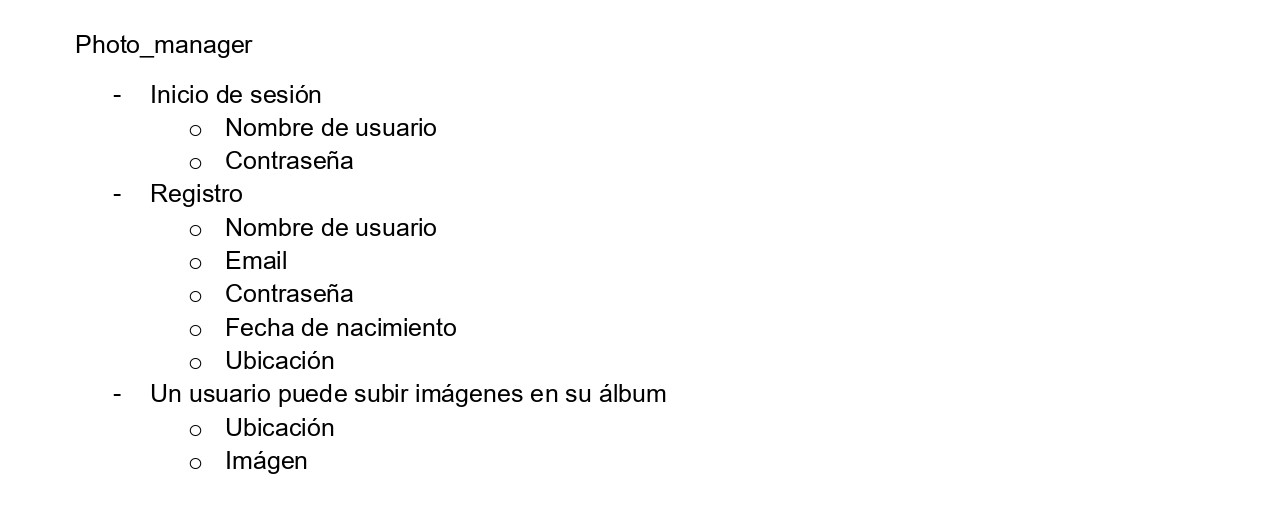 Photo_manager
- Inicio de sesión
o Nombre de usuario
o Contraseña
- Registro
o Nombre de usuario
o Email
o Contraseña
o Fecha de nacimiento
o Ubicación
- Un usuario puede subir imágenes en su álbum
o Ubicación
o Imágen